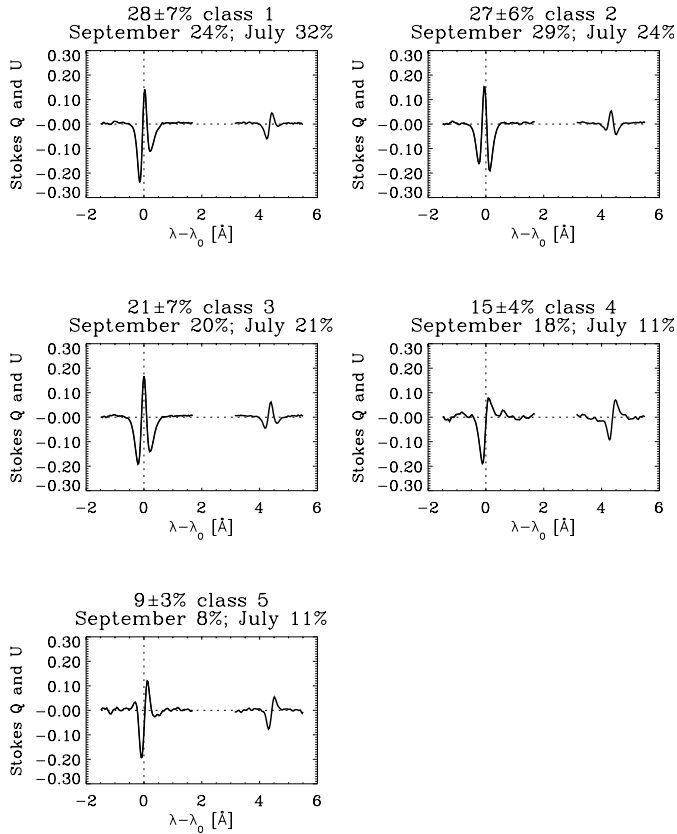 28±7% class 1
September 24%; July 32%
Stokes Q and U
0.30
0.20
0.10
−0.00
−0.10
−0.20
−0.30
−2 0 2 4 6
λ−λ0 [Å]
27±6% class 2
September 29%; July 24%
Stokes Q and U
0.30
0.20
0.10
−0.00
−0.10
−0.20
−0.30
−2 0 2 4 6
λ−λ0 [Å]
21±7% class 3
September 20%; July 21%
Stokes Q and U
0.30
0.20
0.10
−0.00
−0.10
−0.20
−0.30
−2 0 2 4 6
λ−λ0 [Å]
15±4% class 4
September 18%; July 11%
Stokes Q and U
0.30
0.20
0.10
−0.00
−0.10
−0.20
−0.30
−2 0 2 4 6
λ−λ0 [Å]
9±3% class 5
September 8%; July 11%
Stokes Q and U
0.30
0.20
0.10
−0.00
−0.10
−0.20
−0.30
−2 0 2 4 6
λ−λ0 [Å]